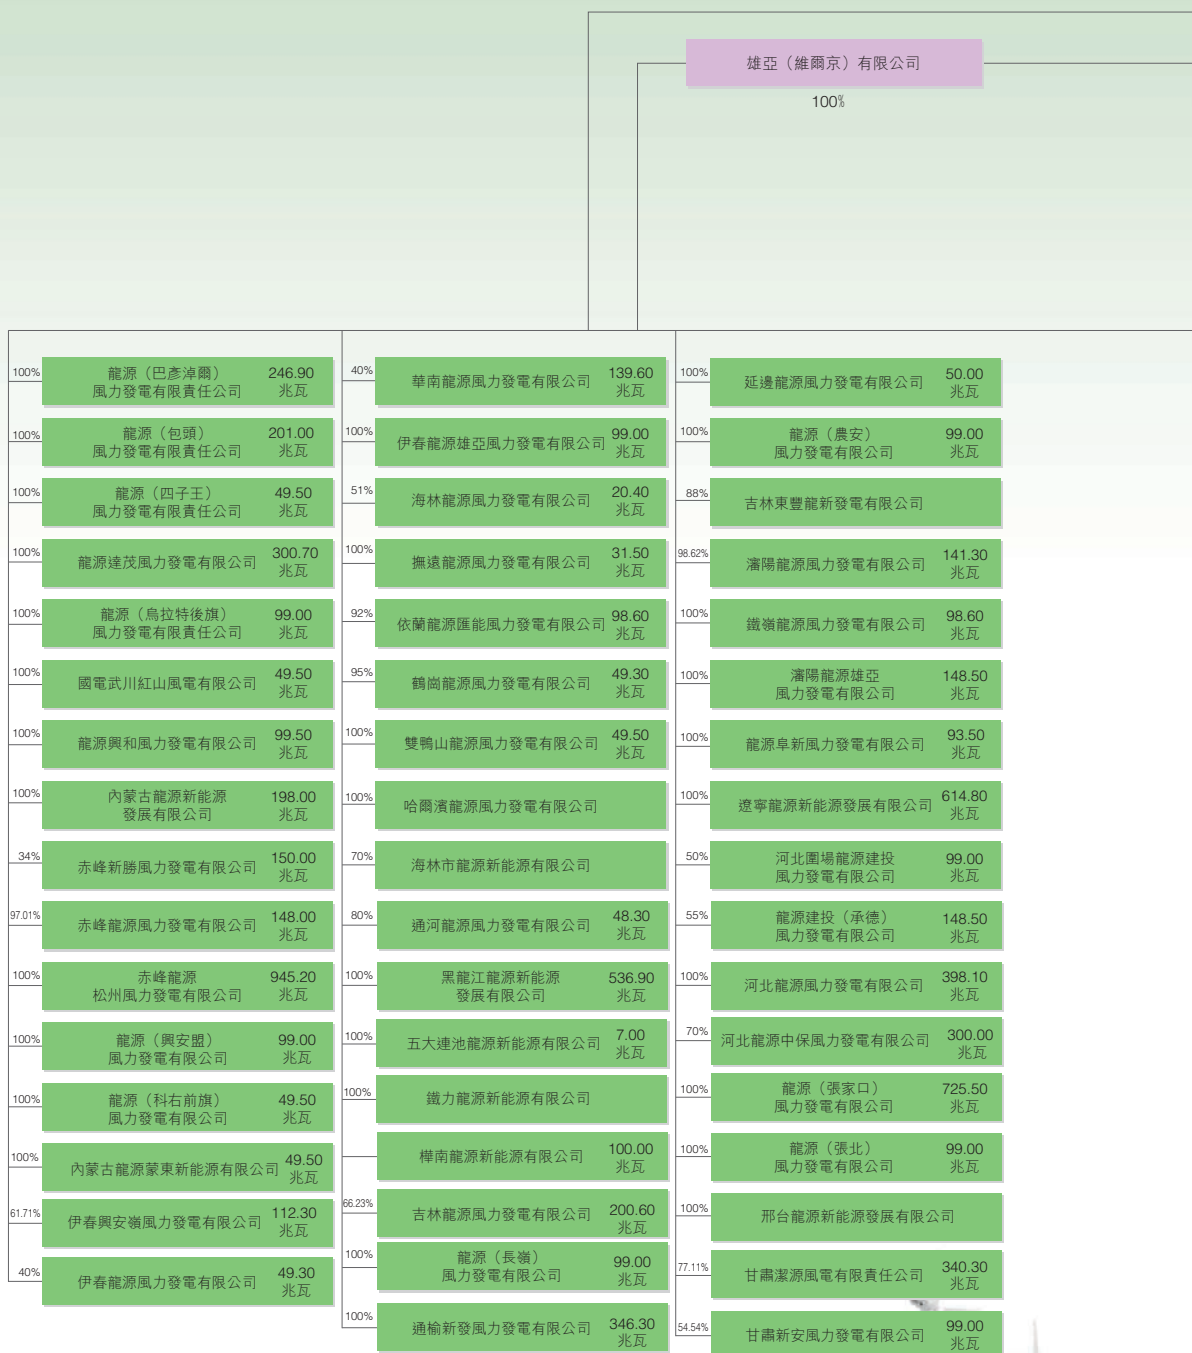 雄亞（維爾京）有限公司
100%
100%
龍源（巴彥淖爾）
風力發電有限責任公司
246.90
兆瓦
100%
龍源（包頭）
風力發電有限責任公司
201.00
兆瓦
100%
龍源（四子王）
風力發電有限責任公司
49.50
兆瓦
100%
龍源達茂風力發電有限公司
300.70
兆瓦
100%
龍源（烏拉特後旗）
風力發電有限責任公司
99.00
兆瓦
100%
國電武川紅山風電有限公司
49.50
兆瓦
100%
龍源興和風力發電有限公司
99.50
兆瓦
100%
內蒙古龍源新能源
發展有限公司
198.00
兆瓦
34%
赤峰新勝風力發電有限公司
150.00
兆瓦
97.01%
赤峰龍源風力發電有限公司
148.00
兆瓦
100%
赤峰龍源
松州風力發電有限公司
945.20
兆瓦
100%
龍源（興安盟）
風力發電有限公司
99.00
兆瓦
100%
龍源（科右前旗）
風力發電有限公司
49.50
兆瓦
100%
內蒙古龍源蒙東新能源有限公司
49.50
兆瓦
61.71%
伊春興安嶺風力發電有限公司
112.30
兆瓦
40%
伊春龍源風力發電有限公司
49.30
兆瓦
40%
華南龍源風力發電有限公司
139.60
兆瓦
100%
伊春龍源雄亞風力發電有限公司
99.00
兆瓦
51%
海林龍源風力發電有限公司
20.40
兆瓦
100%
撫遠龍源風力發電有限公司
31.50
兆瓦
92%
依蘭龍源匯能風力發電有限公司
98.60
兆瓦
95%
鶴崗龍源風力發電有限公司
49.30
兆瓦
100%
雙鴨山龍源風力發電有限公司
49.50
兆瓦
100%
哈爾濱龍源風力發電有限公司
70%
海林市龍源新能源有限公司
80%
通河龍源風力發電有限公司
48.30
兆瓦
100%
黑龍江龍源新能源
發展有限公司
536.90
兆瓦
100%
五大連池龍源新能源有限公司
7.00
兆瓦
100%
鐵力龍源新能源有限公司
樺南龍源新能源有限公司
100.00
兆瓦
66.23%
吉林龍源風力發電有限公司
200.60
兆瓦
100%
龍源（長嶺）
風力發電有限公司
99.00
兆瓦
100%
通榆新發風力發電有限公司
346.30
兆瓦
100%
延邊龍源風力發電有限公司
50.00
兆瓦
100%
龍源（農安）
風力發電有限公司
99.00
兆瓦
88%
吉林東豐龍新發電有限公司
98.62%
瀋陽龍源風力發電有限公司
141.30
兆瓦
100%
鐵嶺龍源風力發電有限公司
98.60
兆瓦
100%
瀋陽龍源雄亞
風力發電有限公司
148.50
兆瓦
100%
龍源阜新風力發電有限公司
93.50
兆瓦
100%
遼寧龍源新能源發展有限公司
614.80
兆瓦
50%
河北圍場龍源建投
風力發電有限公司
99.00
兆瓦
55%
龍源建投（承德）
風力發電有限公司
148.50
兆瓦
100%
河北龍源風力發電有限公司
398.10
兆瓦
70%
河北龍源中保風力發電有限公司
300.00
兆瓦
100%
龍源（張家口）
風力發電有限公司
725.50
兆瓦
100%
龍源（張北）
風力發電有限公司
99.00
兆瓦
100%
邢台龍源新能源發展有限公司
77.11%
甘肅潔源風電有限責任公司
340.30
兆瓦
54.54%
甘肅新安風力發電有限公司
99.00
兆瓦